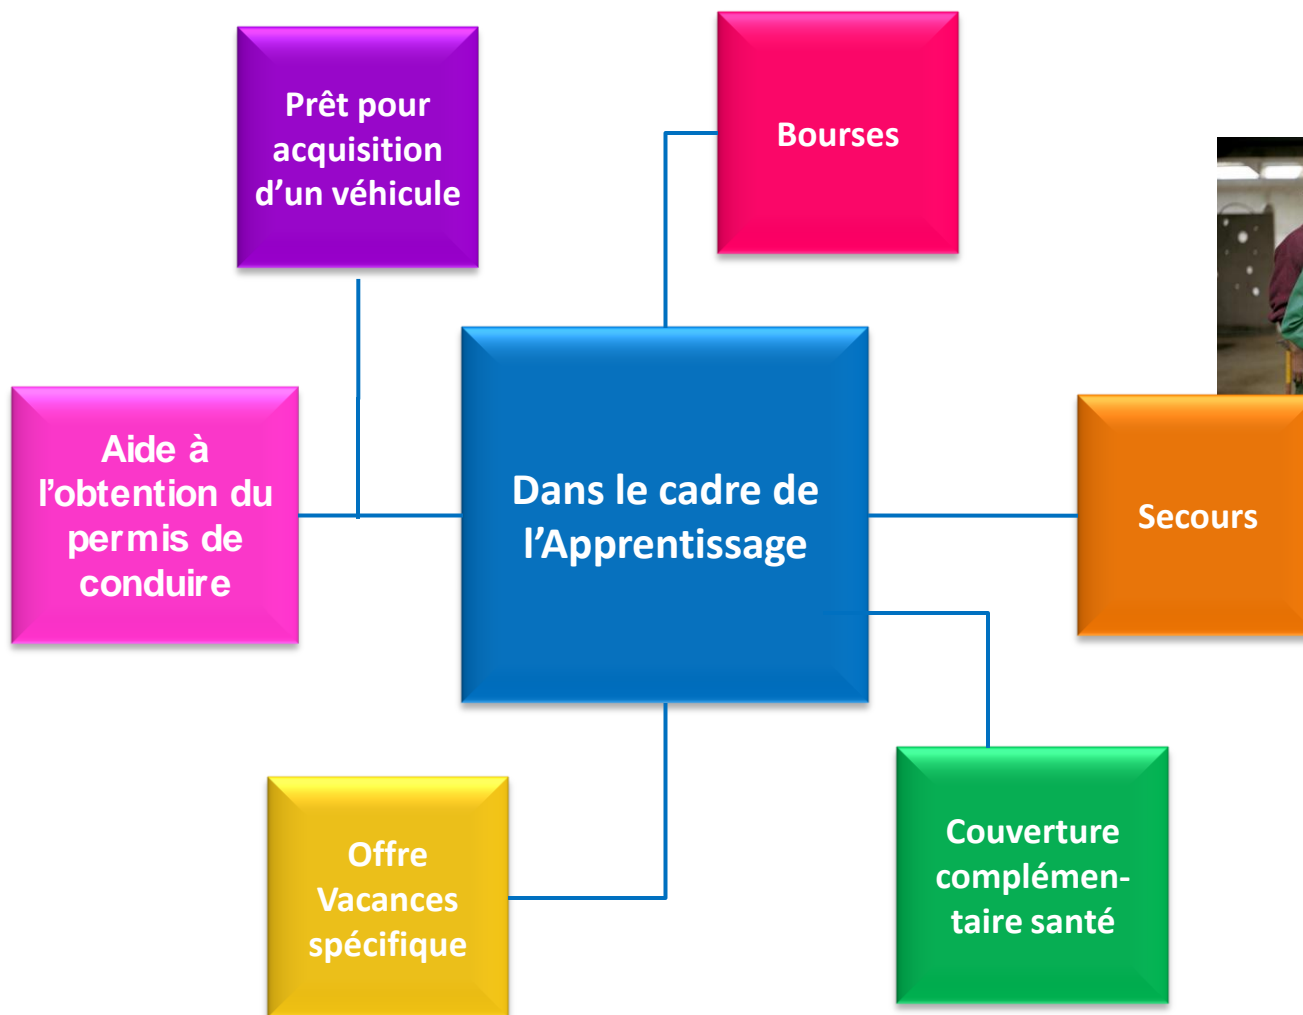 Prêt pour
acquisition
d’un véhicule
Bourses
Aide à
l’obtention du
permis de
conduire
Dans le cadre de
l’Apprentissage
Secours
Offre
Vacances
spécifique
Couverture
complémen-
taire santé